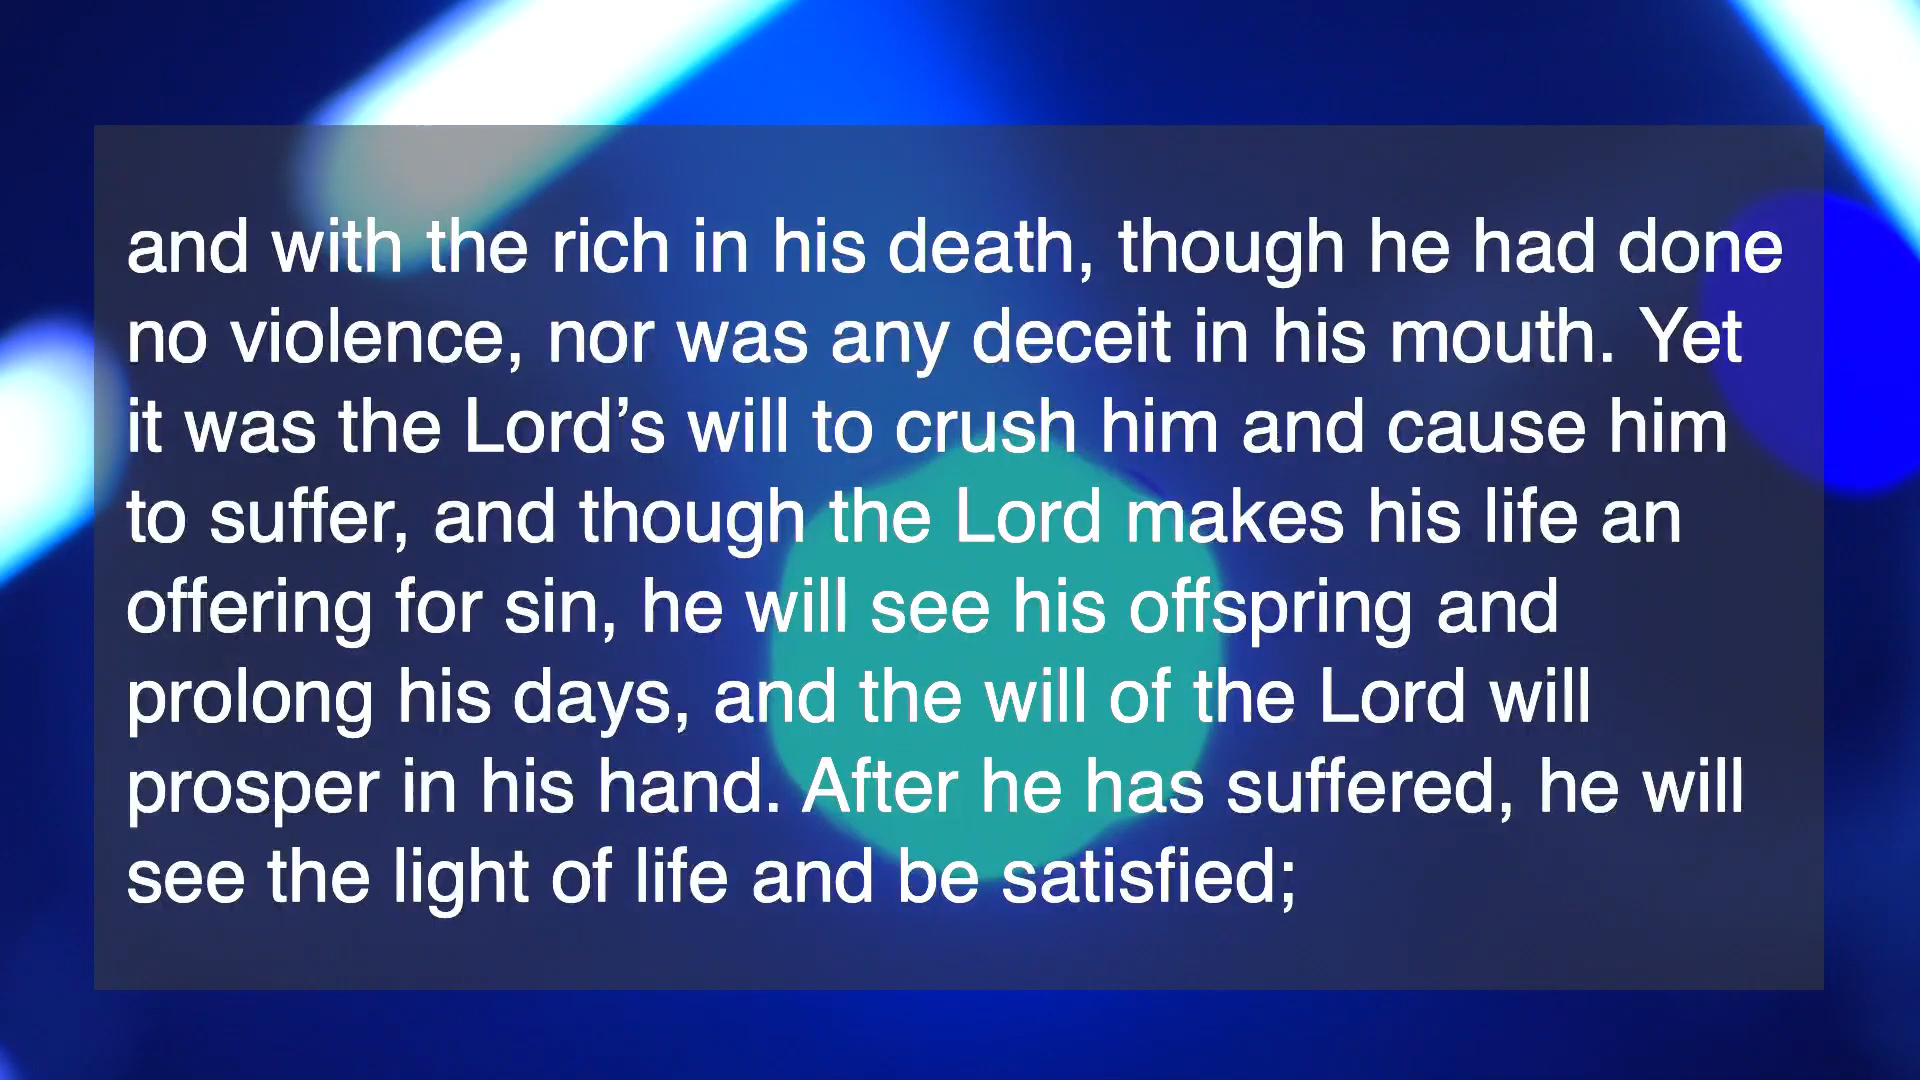 and with the rich in his death, though he had done
no violence, nor was any deceit in his mouth. Yet
it was the Lord’s will to crush him and cause him
to suffer, and though the Lord makes his life an
offering for sin, he will see his offspring and
prolong his days, and the will of the Lord will
prosper in his hand. After he has suffered, he will
see the light of life and be satisfied;